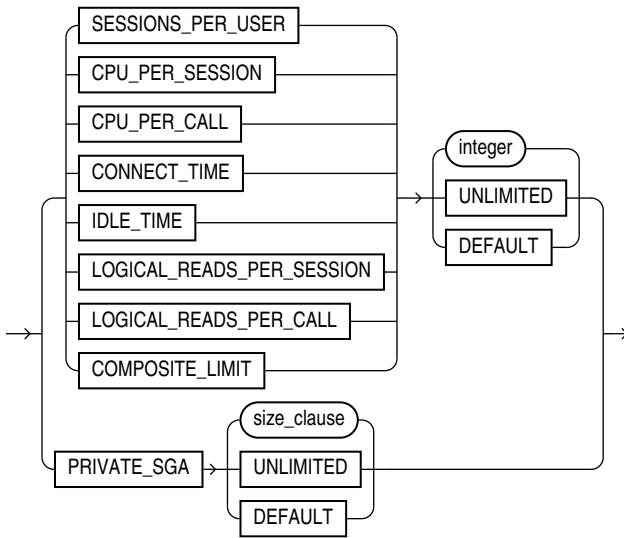 SESSIONS_PER_USER
CPU_PER_SESSION
CPU_PER_CALL
CONNECT_TIME
IDLE_TIME
LOGICAL_READS_PER_SESSION
LOGICAL_READS_PER_CALL
COMPOSITE_LIMIT
integer
UNLIMITED
DEFAULT
PRIVATE_SGA
size_clause
UNLIMITED
DEFAULT